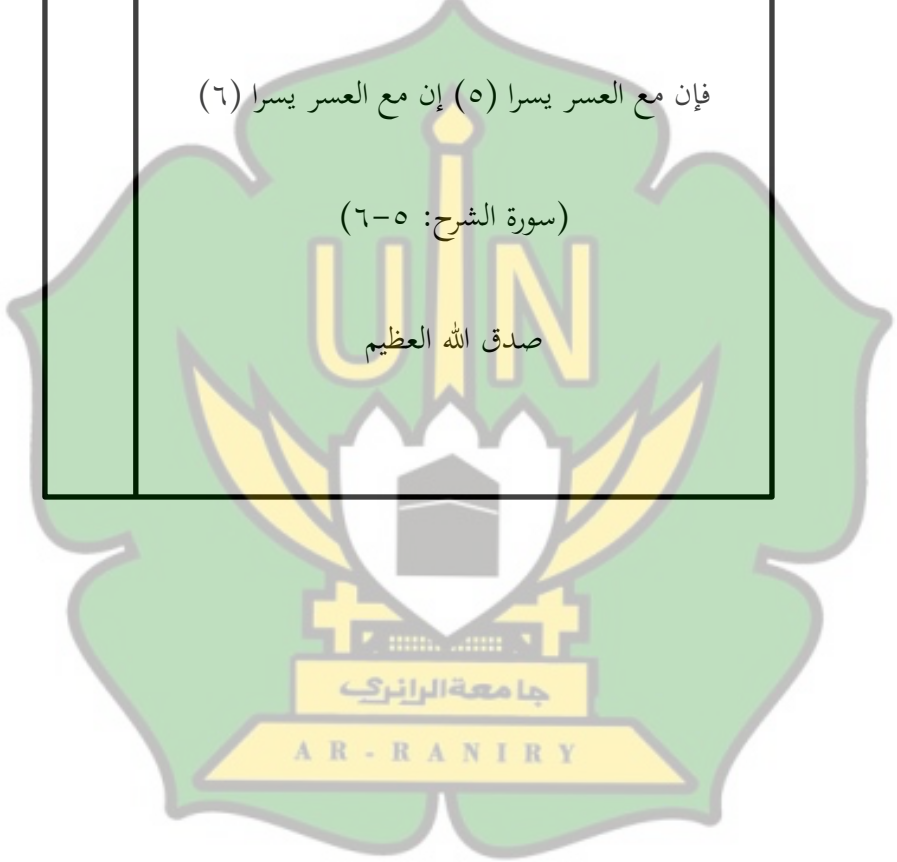 فإن مع العسر يسرا (٥) إن مع العسر يسرا (٦)
(سورة الشرح: ٥-٦)
UIN
صدق الله العظيم
جامعة الرانري
AR-RANIRY